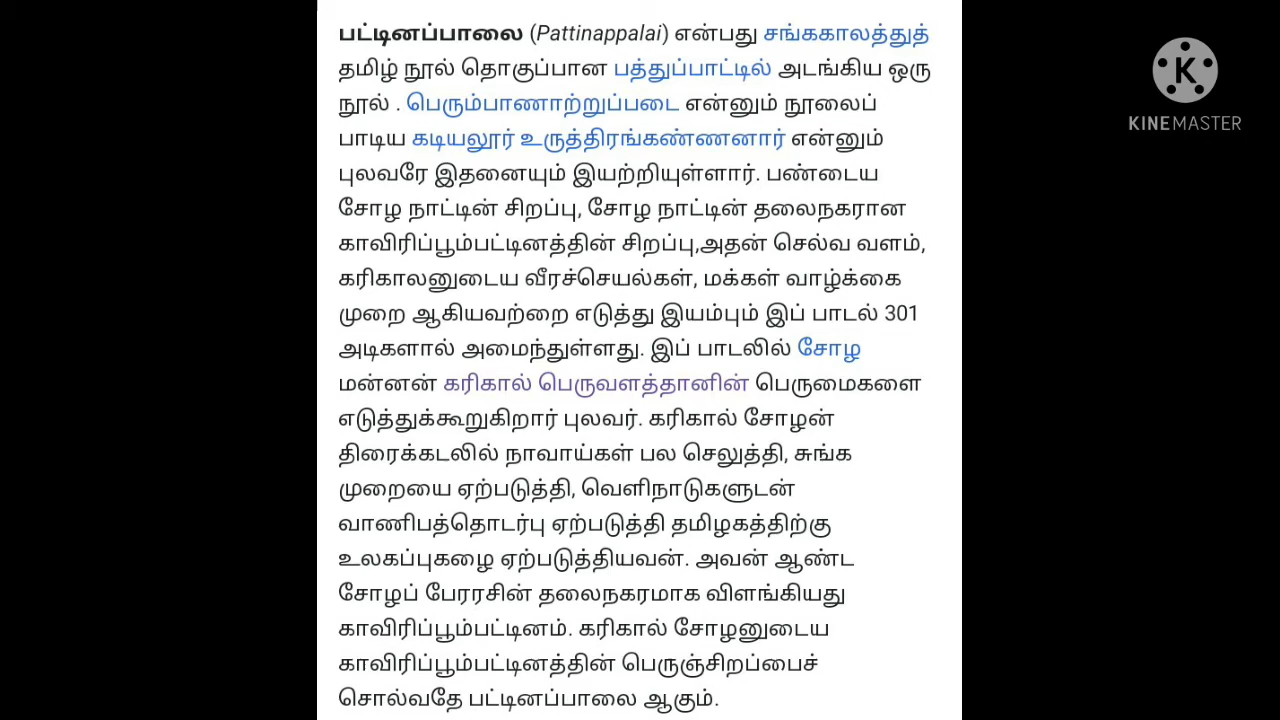 பட்டினப்பாலை (Pattinappalai) என்பது சங்ககாலத்துத்
தமிழ் நூல் தொகுப்பான பத்துப்பாட்டில் அடங்கிய ஒரு
நூல் . பெரும்பாணாற்றுப்படை என்னும் நூலைப்
பாடிய கடியலூர் உருத்திரங்கண்ணனார் என்னும்
புலவரே இதனையும் இயற்றியுள்ளார். பண்டைய
சோழ நாட்டின் சிறப்பு, சோழ நாட்டின் தலைநகரான
காவிரிப்பூம்பட்டினத்தின் சிறப்பு,அதன் செல்வ வளம்,
கரிகாலனுடைய வீரச்செயல்கள், மக்கள் வாழ்க்கை
முறை ஆகியவற்றை எடுத்து இயம்பும் இப் பாடல் 301
அடிகளால் அமைந்துள்ளது. இப் பாடலில் சோழ
மன்னன் கரிகால் பெருவளத்தானின் பெருமைகளை
எடுத்துக்கூறுகிறார் புலவர். கரிகால் சோழன்
திரைக்கடலில் நாவாய்கள் பல செலுத்தி, சுங்க
முறையை ஏற்படுத்தி, வெளிநாடுகளுடன்
வாணிபத்தொடர்பு ஏற்படுத்தி தமிழகத்திற்கு
உலகப்புகழை ஏற்படுத்தியவன். அவன் ஆண்ட
சோழப் பேரரசின் தலைநகரமாக விளங்கியது
காவிரிப்பூம்பட்டினம். கரிகால் சோழனுடைய
காவிரிப்பூம்பட்டினத்தின் பெருஞ்சிறப்பைச்
சொல்வதே பட்டினப்பாலை ஆகும்.
K
KINEMASTER